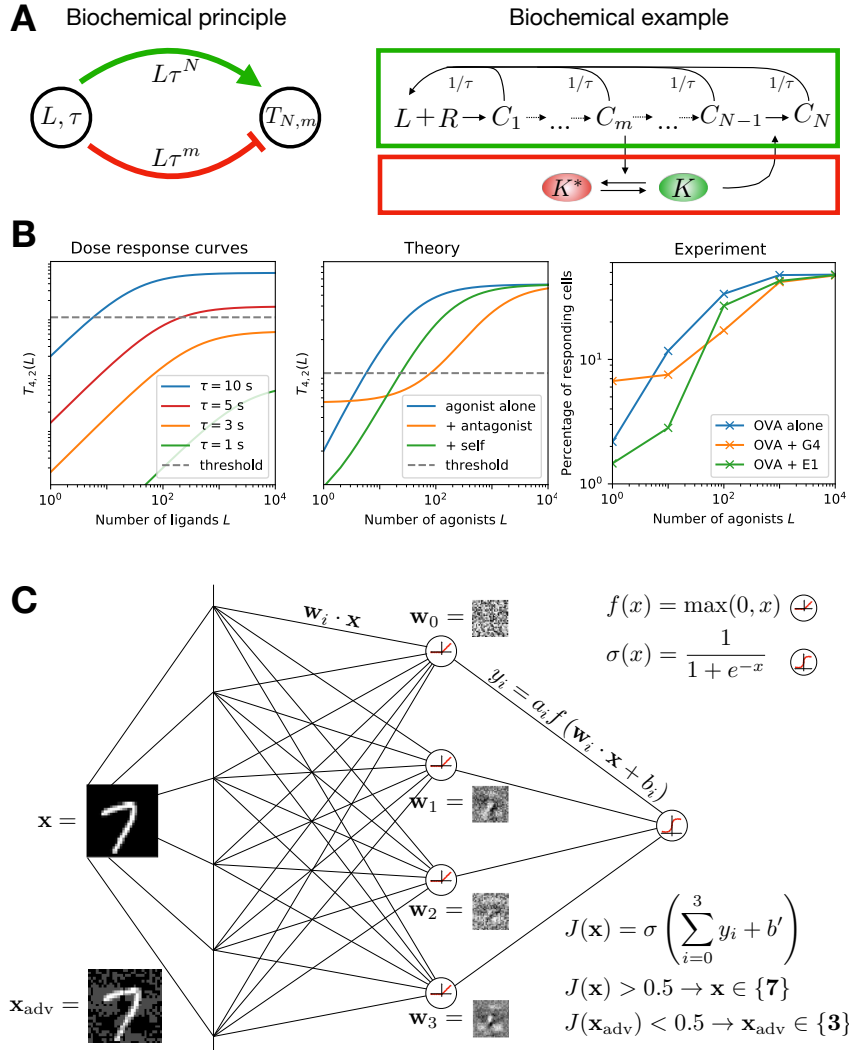 A
Biochemical principle
Biochemical example
Lτ^N
L, τ
T_{N,m}
Lτ^m
1/τ
1/τ
1/τ
1/τ
L + R → C_1 ... C_m ... C_{N−1} → C_N
K* ⇌ K
B
Dose response curves
T_{4,2}(L)
τ = 10 s
τ = 5 s
τ = 3 s
τ = 1 s
threshold
10^0
10^2
10^4
Number of ligands L
Theory
T_{4,2}(L)
agonist alone
+ antagonist
+ self
threshold
10^0
10^2
10^4
Number of agonists L
Experiment
Percentage of responding cells
10^1
10^0
OVA alone
OVA + G4
OVA + E1
10^0
10^2
10^4
Number of agonists L
C
w_i · x
w_0 =
f(x) = max(0, x)
σ(x) = 1 / (1 + e^{−x})
y_i = a_i f(w_i · x + b_i)
x =
w_1 =
w_2 =
J(x) = σ(∑_{i=0}^{3} y_i + b′)
J(x) > 0.5 → x ∈ {7}
x_adv =
w_3 =
J(x_adv) < 0.5 → x_adv ∈ {3}